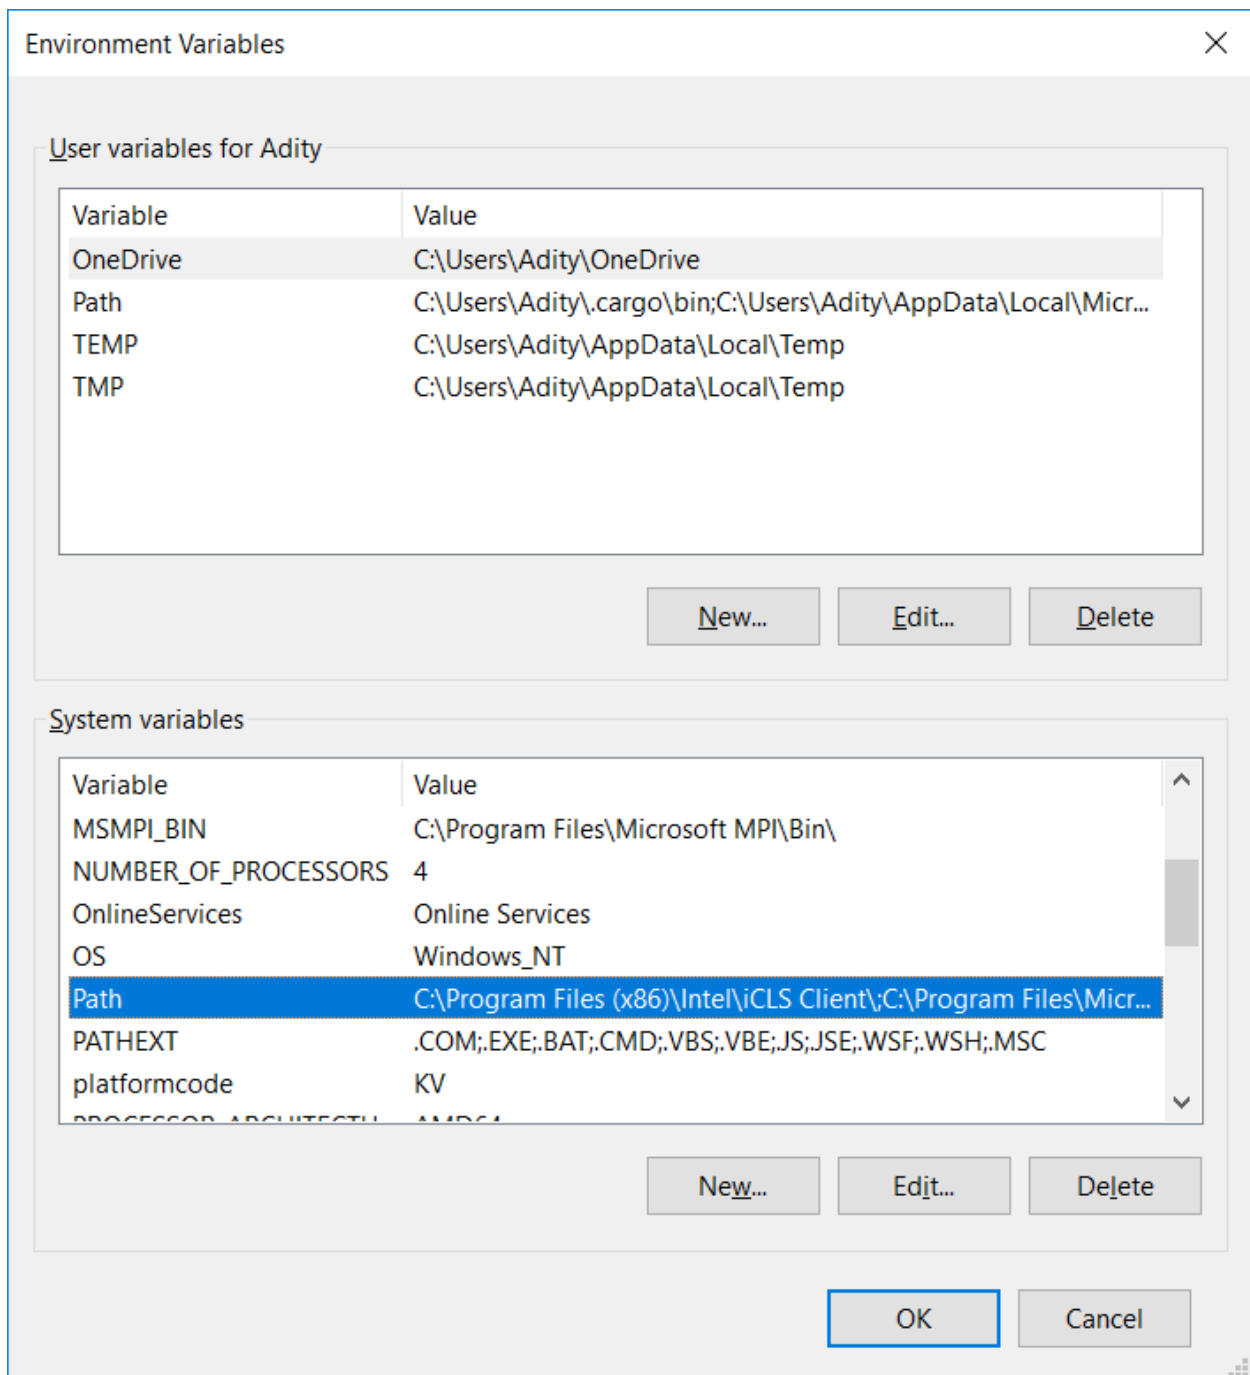 Environment Variables
User variables for Adity
Variable Value
OneDrive C:\Users\Adity\OneDrive
Path C:\Users\Adity\.cargo\bin;C:\Users\Adity\AppData\Local\Micr...
TEMP C:\Users\Adity\AppData\Local\Temp
TMP C:\Users\Adity\AppData\Local\Temp
New... Edit... Delete
System variables
Variable Value
MSMPI_BIN C:\Program Files\Microsoft MPI\Bin\
NUMBER_OF_PROCESSORS 4
OnlineServices Online Services
OS Windows_NT
Path C:\Program Files (x86)\Intel\iCLS Client\;C:\Program Files\Micr...
PATHEXT .COM;.EXE;.BAT;.CMD;.VBS;.VBE;.JS;.JSE;.WSF;.WSH;.MSC
platformcode KV
PROCESSOR_ARCHITECTU... AMD64
New... Edit... Delete
OK Cancel